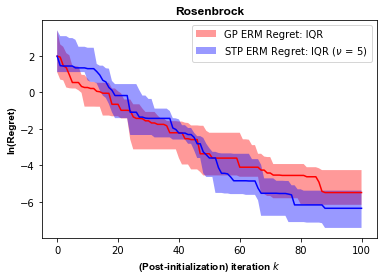 Rosenbrock
GP ERM Regret: IQR
STP ERM Regret: IQR (ν = 5)
ln(Regret)
2
0
−2
−4
−6
0 20 40 60 80 100
(Post-initialization) iteration k